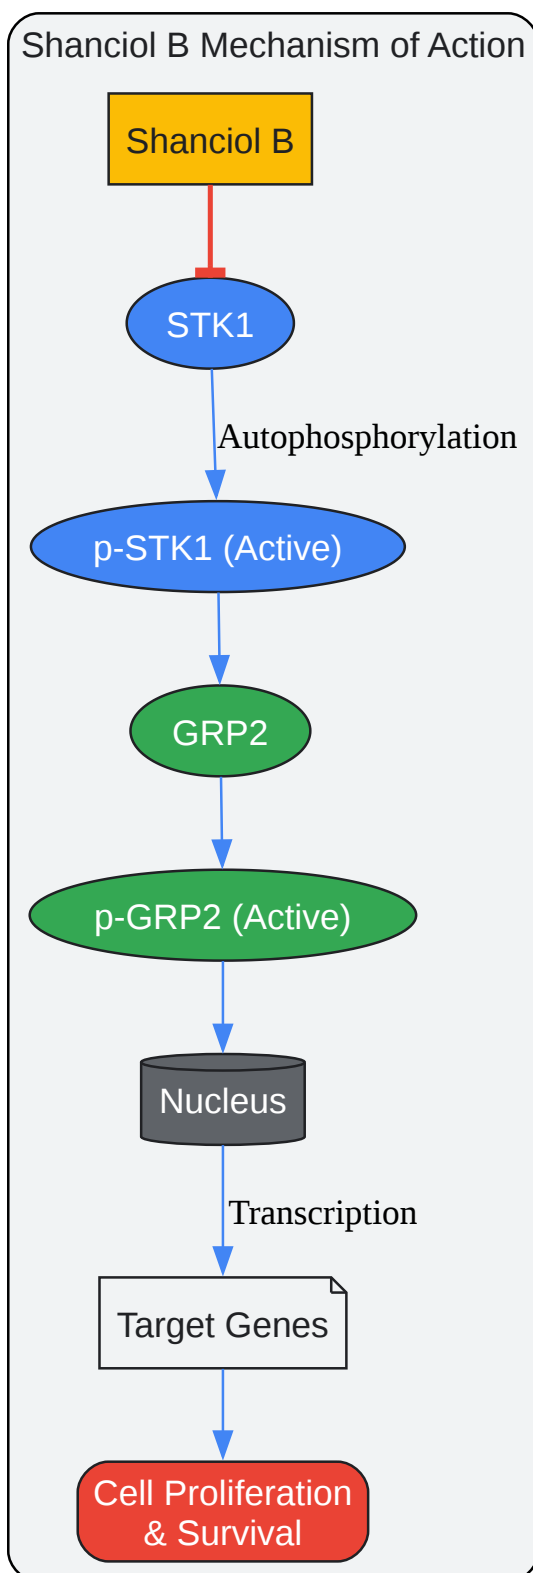 Shanciol B Mechanism of Action
Shanciol B
STK1
Autophosphorylation
p-STK1 (Active)
GRP2
p-GRP2 (Active)
Nucleus
Transcription
Target Genes
Cell Proliferation
& Survival